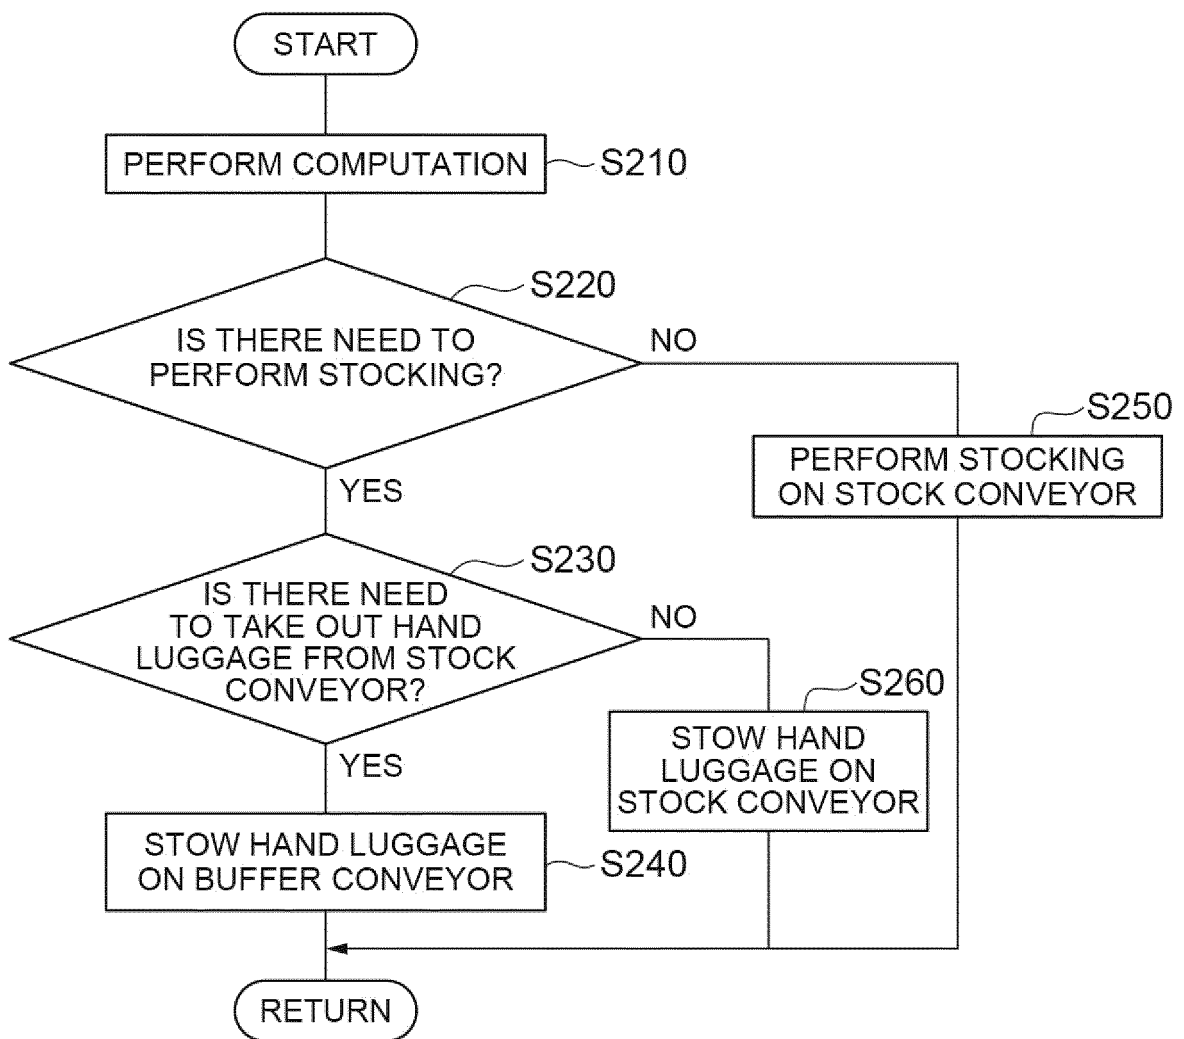 START
PERFORM COMPUTATION
S210
S220
IS THERE NEED TO
PERFORM STOCKING?
NO
S250
PERFORM STOCKING
ON STOCK CONVEYOR
YES
S230
IS THERE NEED
TO TAKE OUT HAND
LUGGAGE FROM STOCK
CONVEYOR?
NO
S260
STOW HAND
LUGGAGE ON
STOCK CONVEYOR
YES
STOW HAND LUGGAGE
ON BUFFER CONVEYOR
S240
RETURN